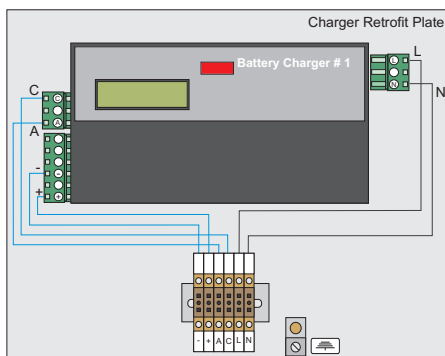 Charger Retrofit Plate
Battery Charger # 1
L
L
N
N
C
C
A
A
-
-
+
+
- + A C L N